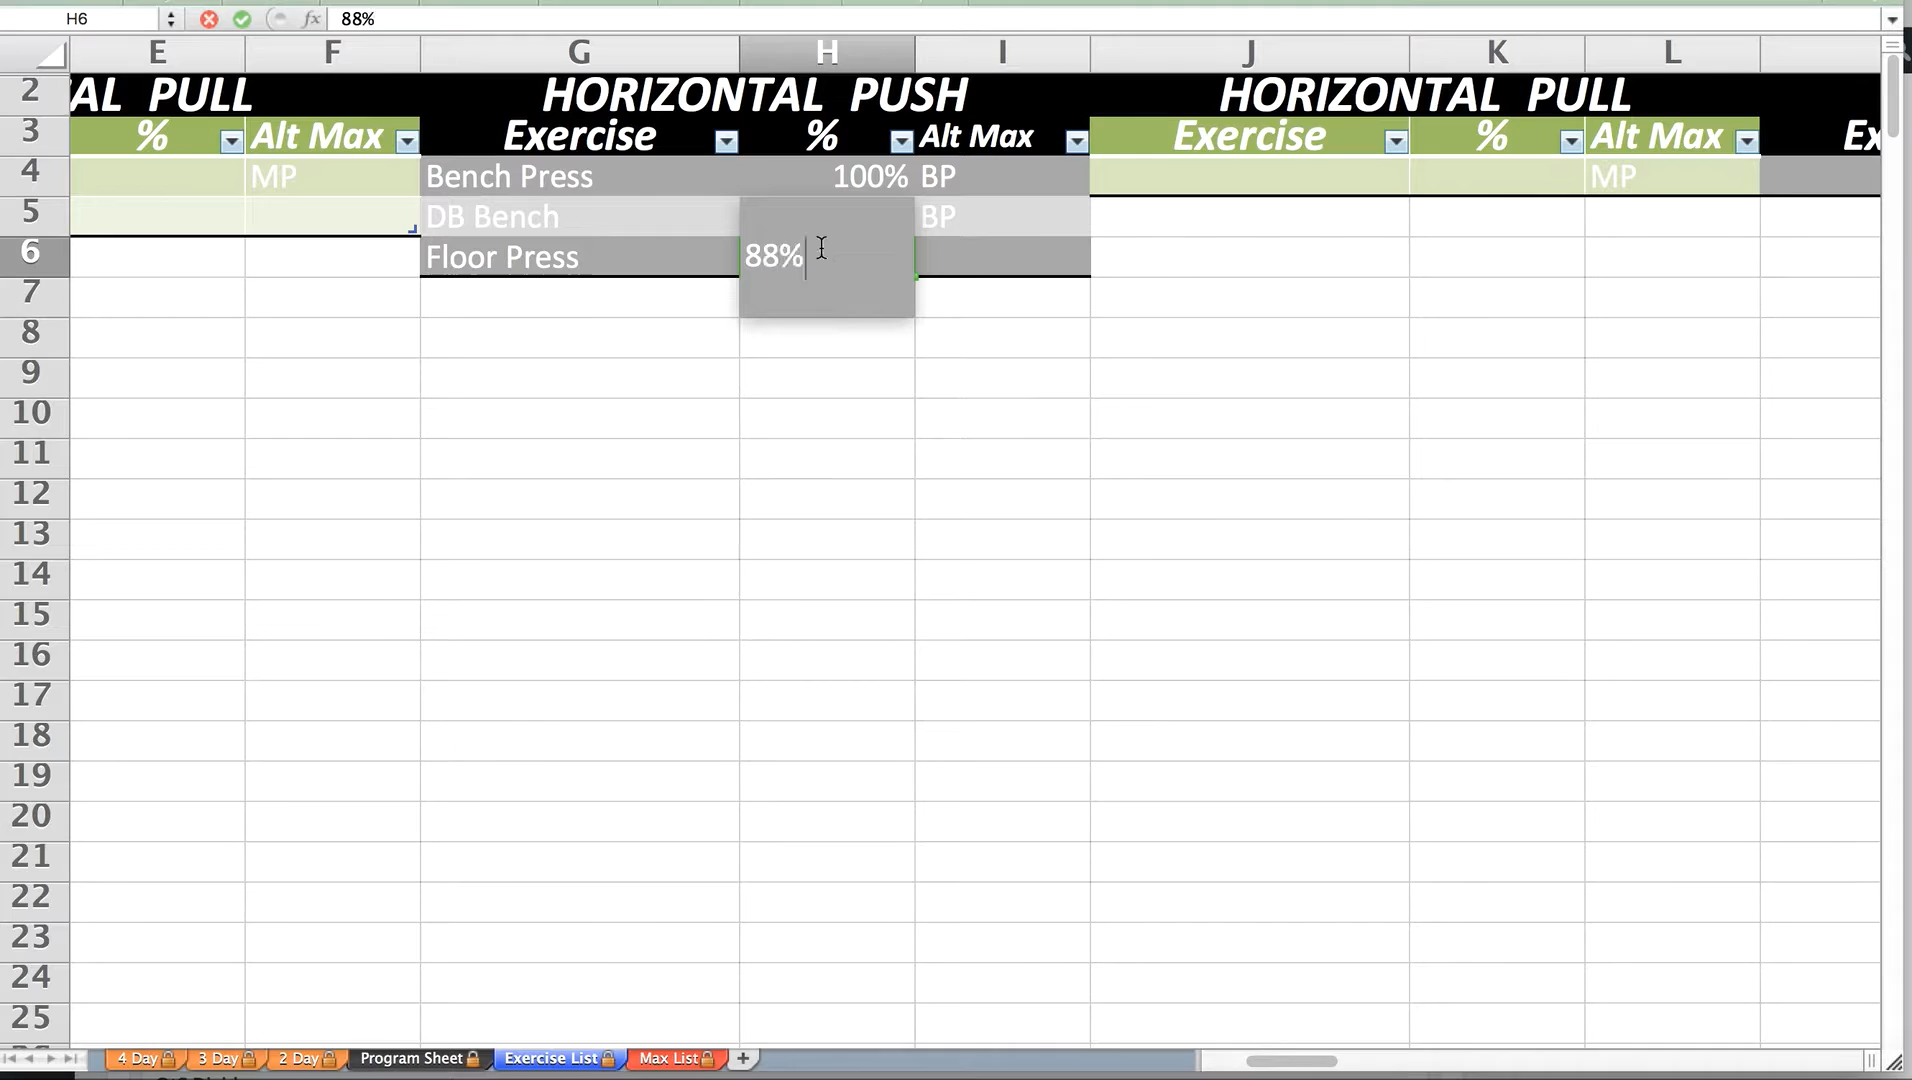 H6 fx 88%
E F G H I J K L
2 AL PULL HORIZONTAL PUSH HORIZONTAL PULL
3 % Alt Max Exercise % Alt Max Exercise % Alt Max Ex
4 MP Bench Press 100% BP MP
5 DB Bench BP
6 Floor Press 88%
7
8
9
10
11
12
13
14
15
16
17
18
19
20
21
22
23
24
25
4 Day 3 Day 2 Day Program Sheet Exercise List Max List +